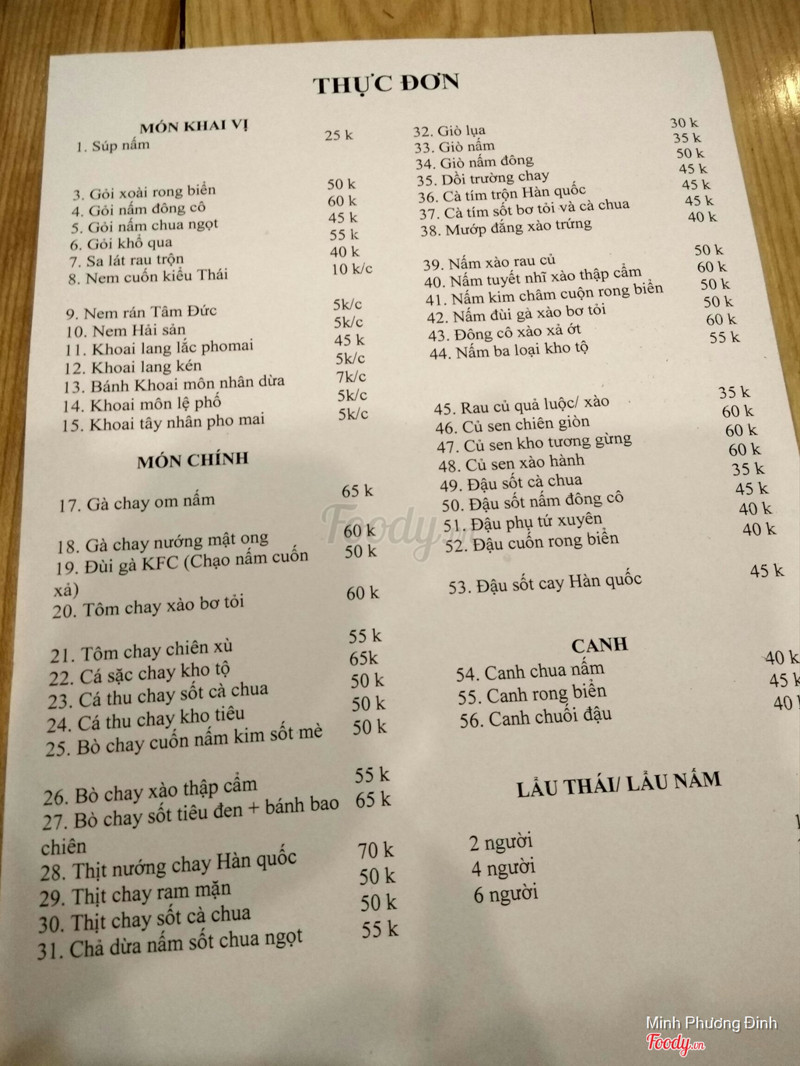 THỰC ĐƠN
MÓN KHAI VỊ
1. Súp nấm 25 k
3. Gỏi xoài rong biển 50 k
4. Gỏi nấm đông cô 60 k
5. Gỏi nấm chua ngọt 45 k
6. Gỏi khổ qua 55 k
7. Sa lát rau trộn 40 k
8. Nem cuốn kiểu Thái 10 k/c
9. Nem rán Tâm Đức 5k/c
10. Nem Hải sản 5k/c
11. Khoai lang lắc phomai 45 k
12. Khoai lang kén 5k/c
13. Bánh Khoai môn nhân dừa 7k/c
14. Khoai môn lệ phố 5k/c
15. Khoai tây nhân pho mai 5k/c
MÓN CHÍNH
17. Gà chay om nấm 65 k
18. Gà chay nướng mật ong 60 k
19. Đùi gà KFC (Chạo nấm cuốn 50 k
xả)
20. Tôm chay xào bơ tỏi 60 k
21. Tôm chay chiên xù 55 k
22. Cá sặc chay kho tộ 65k
23. Cá thu chay sốt cà chua 50 k
24. Cá thu chay kho tiêu 50 k
25. Bò chay cuốn nấm kim sốt mè 50 k
26. Bò chay xào thập cẩm 55 k
27. Bò chay sốt tiêu đen + bánh bao 65 k
chiên
28. Thịt nướng chay Hàn quốc 70 k
29. Thịt chay ram mặn 50 k
30. Thịt chay sốt cà chua 50 k
31. Chả dừa nấm sốt chua ngọt 55 k
32. Giò lụa 30 k
33. Giò nấm 35 k
34. Giò nấm đông 50 k
35. Dồi trường chay 45 k
36. Cà tím trộn Hàn quốc 45 k
37. Cà tím sốt bơ tỏi và cà chua 45 k
38. Mướp đắng xào trứng 40 k
39. Nấm xào rau củ 50 k
40. Nấm tuyết nhĩ xào thập cẩm 60 k
41. Nấm kim châm cuộn rong biển 50 k
42. Nấm đùi gà xào bơ tỏi 50 k
43. Đông cô xào xả ớt 60 k
44. Nấm ba loại kho tộ 55 k
45. Rau củ quả luộc/ xào 35 k
46. Củ sen chiên giòn 60 k
47. Củ sen kho tương gừng 60 k
48. Củ sen xào hành 60 k
49. Đậu sốt cà chua 35 k
50. Đậu sốt nấm đông cô 45 k
51. Đậu phụ tứ xuyên 40 k
52. Đậu cuốn rong biển 40 k
53. Đậu sốt cay Hàn quốc 45 k
CANH
54. Canh chua nấm 40 k
55. Canh rong biển 45 k
56. Canh chuối đậu 40
LẨU THÁI/ LẨU NẤM
2 người
4 người
6 người
Foody.vn
Minh Phương Đinh
Foody.vn